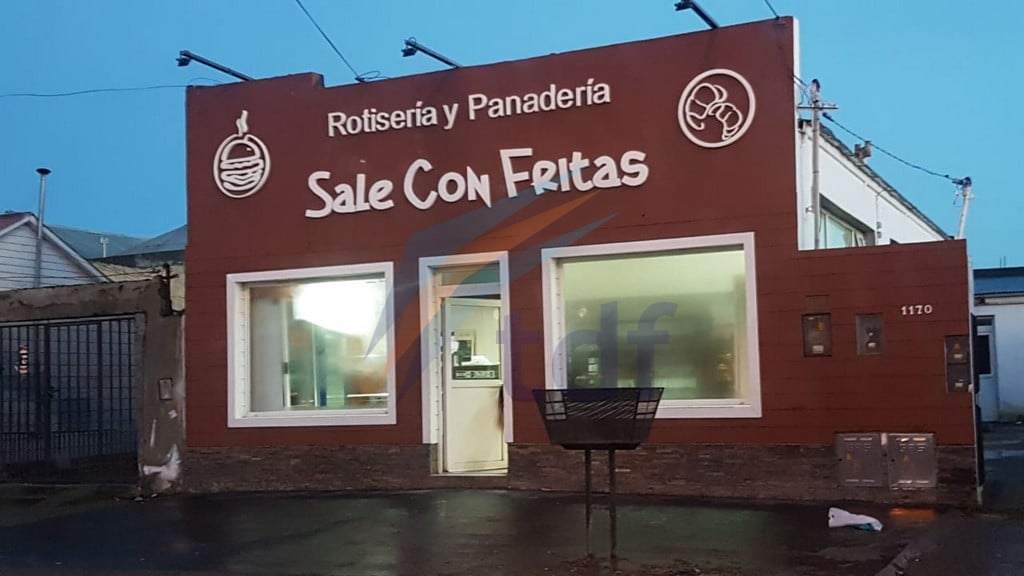 Rotisería y Panadería
Sale Con Fritas
tdf
1170